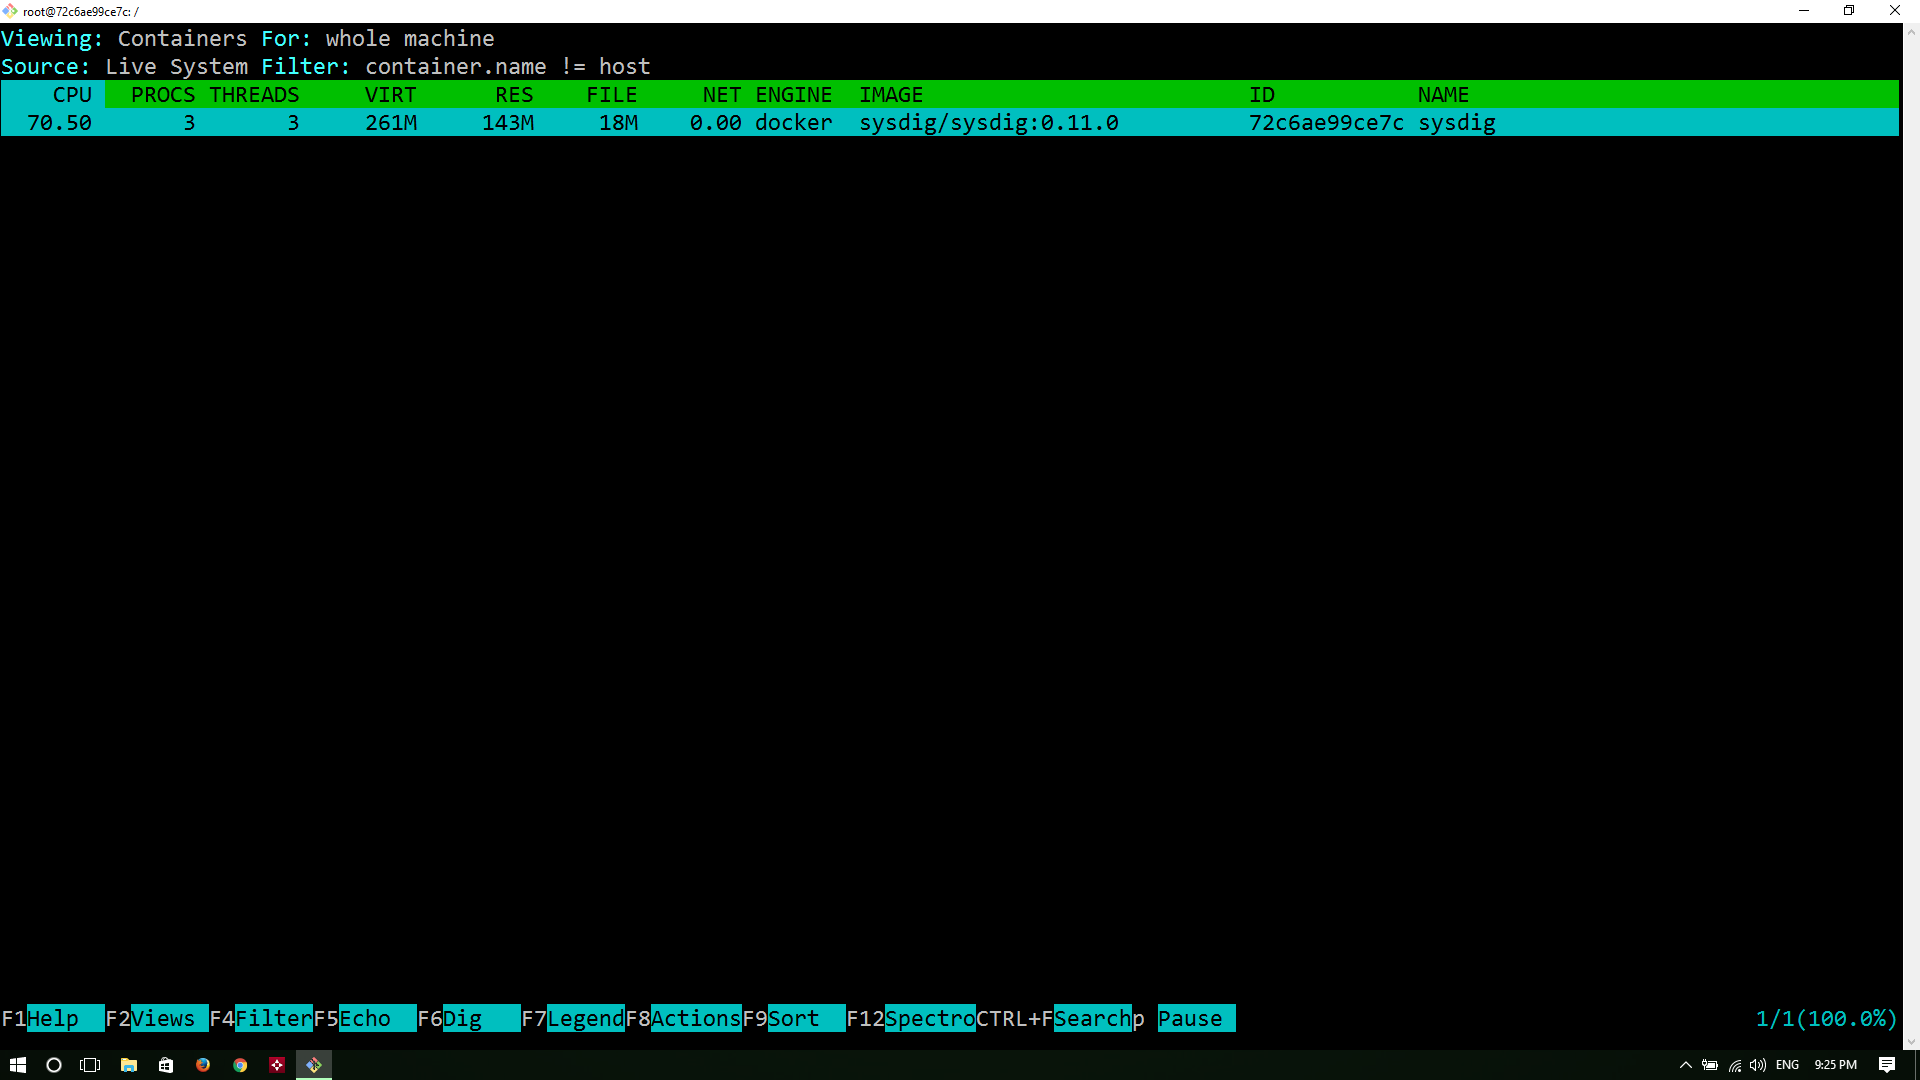 root@72c6ae99ce7c: /
Viewing: Containers For: whole machine
Source: Live System Filter: container.name != host
CPU PROCS THREADS VIRT RES FILE NET ENGINE IMAGE ID NAME
70.50 3 3 261M 143M 18M 0.00 docker sysdig/sysdig:0.11.0 72c6ae99ce7c sysdig
F1Help F2Views F4FilterF5Echo F6Dig F7LegendF8ActionsF9Sort F12SpectroCTRL+FSearchp Pause 1/1(100.0%)
ENG 9:25 PM